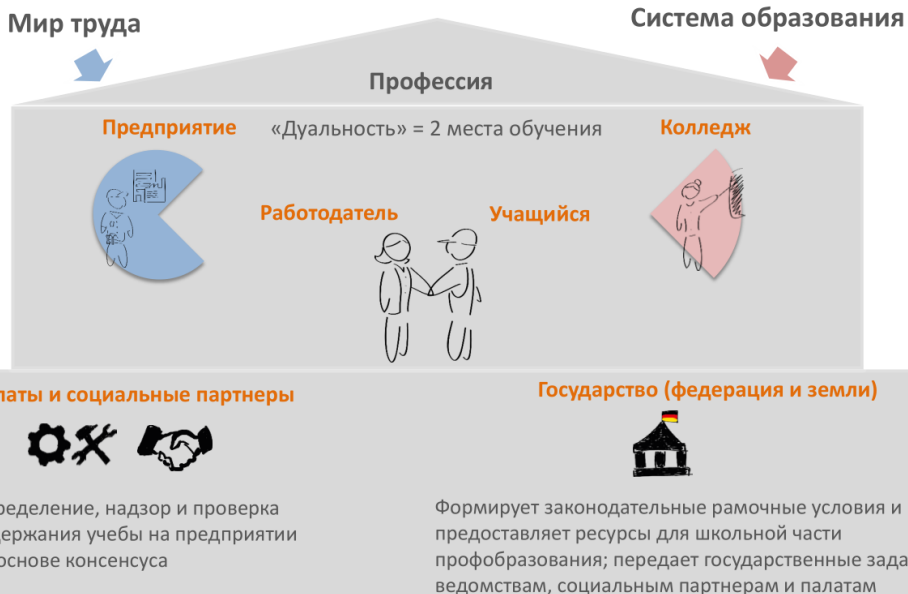 Мир труда
Система образования
Профессия
Предприятие
«Дуальность» = 2 места обучения
Колледж
Работодатель
Учащийся
латы и социальные партнеры
ределение, надзор и проверка
держания учебы на предприятии
основе консенсуса
Государство (федерация и земли)
Формирует законодательные рамочные условия и
предоставляет ресурсы для школьной части
профобразования; передает государственные зада
ведомствам, социальным партнерам и палатам